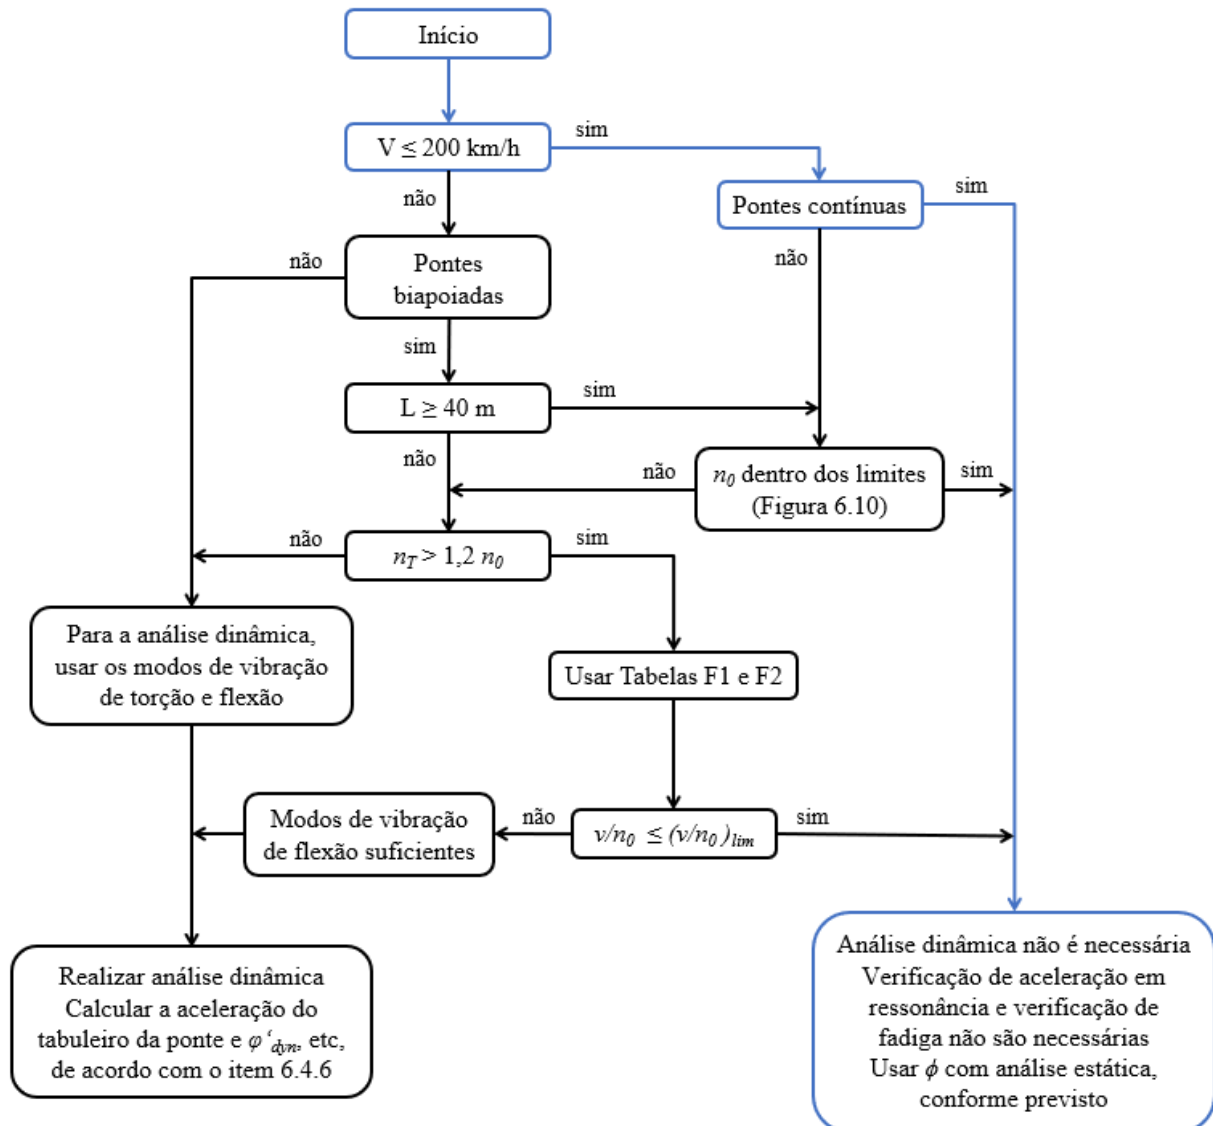 Início
V ≤ 200 km/h
sim
Pontes contínuas
sim
não
não
Pontes
biapoiadas
não
sim
L ≥ 40 m
sim
não
n₀ dentro dos limites
(Figura 6.10)
não
sim
n_T > 1,2 n₀
não
sim
Para a análise dinâmica,
usar os modos de vibração
de torção e flexão
Usar Tabelas F1 e F2
Modos de vibração
de flexão suficientes
não
v/n₀ ≤ (v/n₀)_lim
sim
Realizar análise dinâmica
Calcular a aceleração do
tabuleiro da ponte e φ‘_dyn, etc,
de acordo com o item 6.4.6
Análise dinâmica não é necessária
Verificação de aceleração em
ressonância e verificação de
fadiga não são necessárias
Usar ϕ com análise estática,
conforme previsto